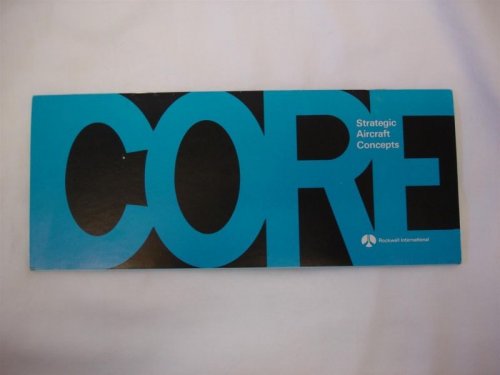 CORE
Strategic
Aircraft
Concepts
Rockwell International